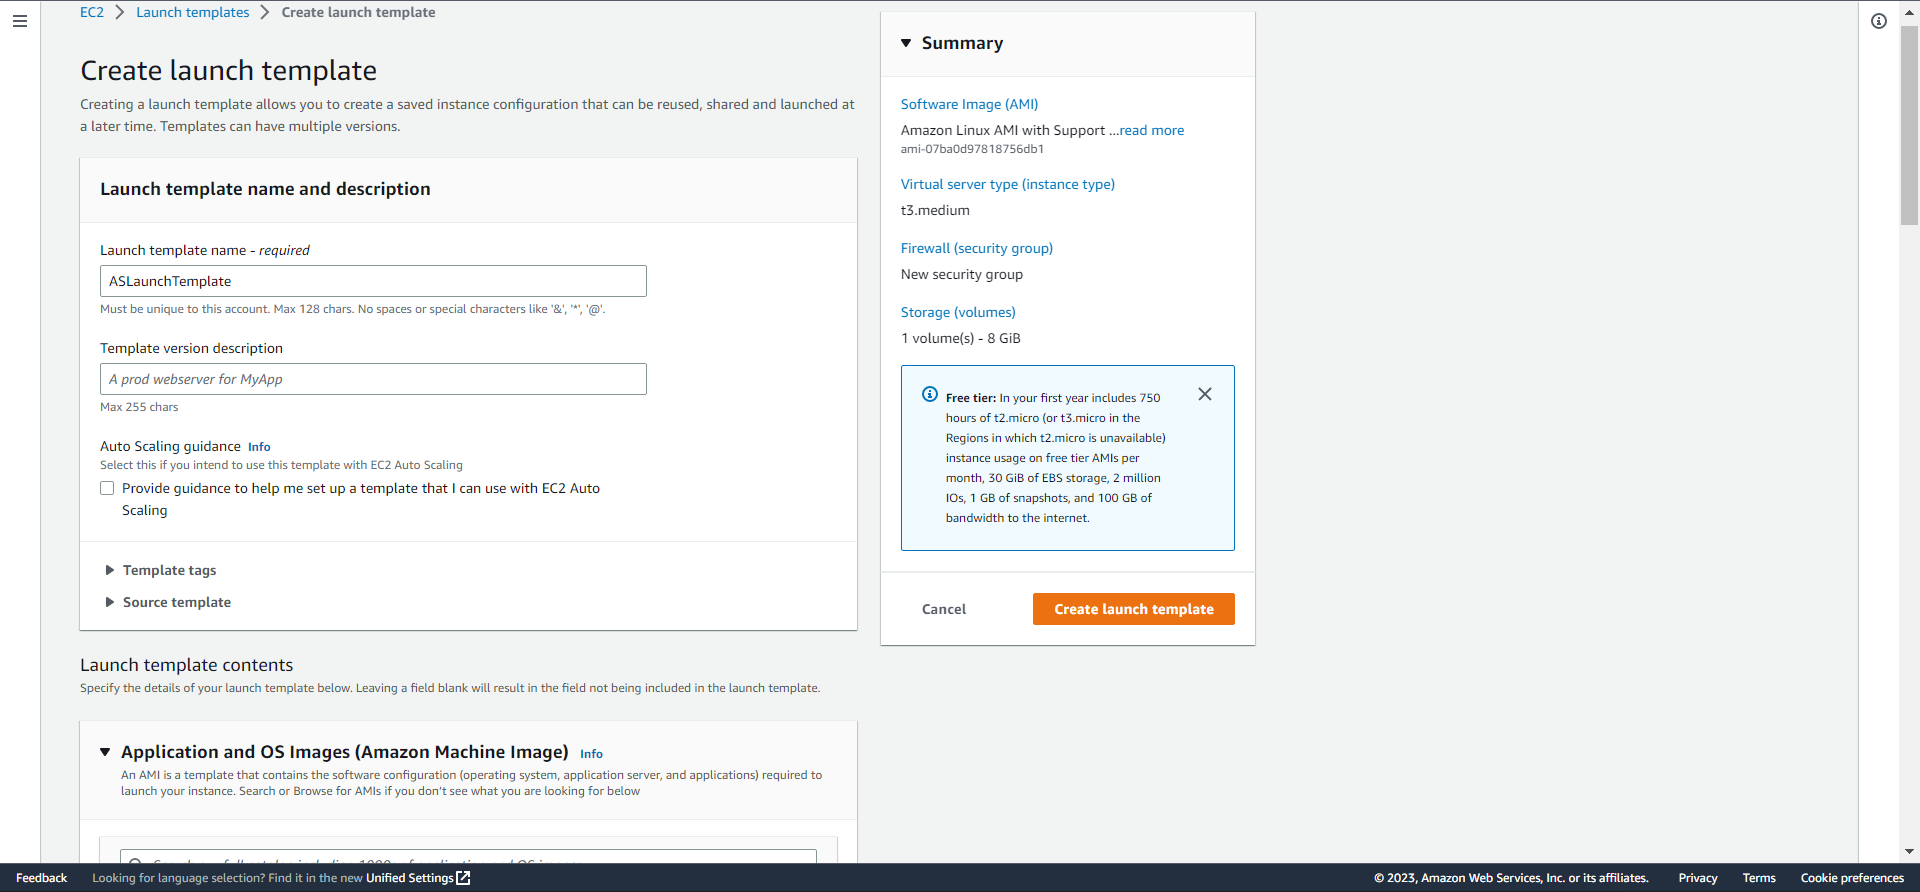 EC2 > Launch templates > Create launch template
Create launch template
Creating a launch template allows you to create a saved instance configuration that can be reused, shared and launched at
a later time. Templates can have multiple versions.
Launch template name and description
Launch template name - required
ASLaunchTemplate
Must be unique to this account. Max 128 chars. No spaces or special characters like '&', '*', '@'.
Template version description
A prod webserver for MyApp
Max 255 chars
Auto Scaling guidance Info
Select this if you intend to use this template with EC2 Auto Scaling
Provide guidance to help me set up a template that I can use with EC2 Auto
Scaling
Template tags
Source template
Launch template contents
Specify the details of your launch template below. Leaving a field blank will result in the field not being included in the launch template.
Application and OS Images (Amazon Machine Image) Info
An AMI is a template that contains the software configuration (operating system, application server, and applications) required to
launch your instance. Search or Browse for AMIs if you don't see what you are looking for below
Summary
Software Image (AMI)
Amazon Linux AMI with Support ...read more
ami-07ba0d97818756db1
Virtual server type (instance type)
t3.medium
Firewall (security group)
New security group
Storage (volumes)
1 volume(s) - 8 GiB
Free tier: In your first year includes 750
hours of t2.micro (or t3.micro in the
Regions in which t2.micro is unavailable)
instance usage on free tier AMIs per
month, 30 GiB of EBS storage, 2 million
IOs, 1 GB of snapshots, and 100 GB of
bandwidth to the internet.
Cancel
Create launch template
Feedback
Looking for language selection? Find it in the new Unified Settings
© 2023, Amazon Web Services, Inc. or its affiliates.
Privacy
Terms
Cookie preferences